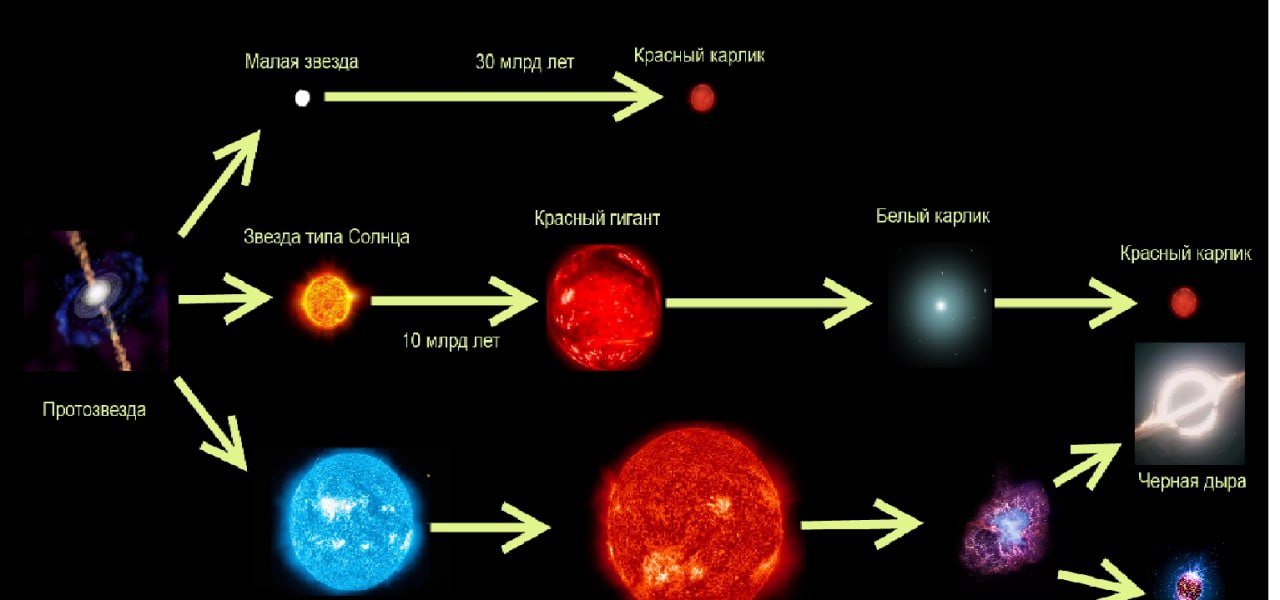 Малая звезда
30 млрд лет
Красный карлик
Звезда типа Солнца
Красный гигант
Белый карлик
Красный карлик
10 млрд лет
Протозвезда
Черная дыра